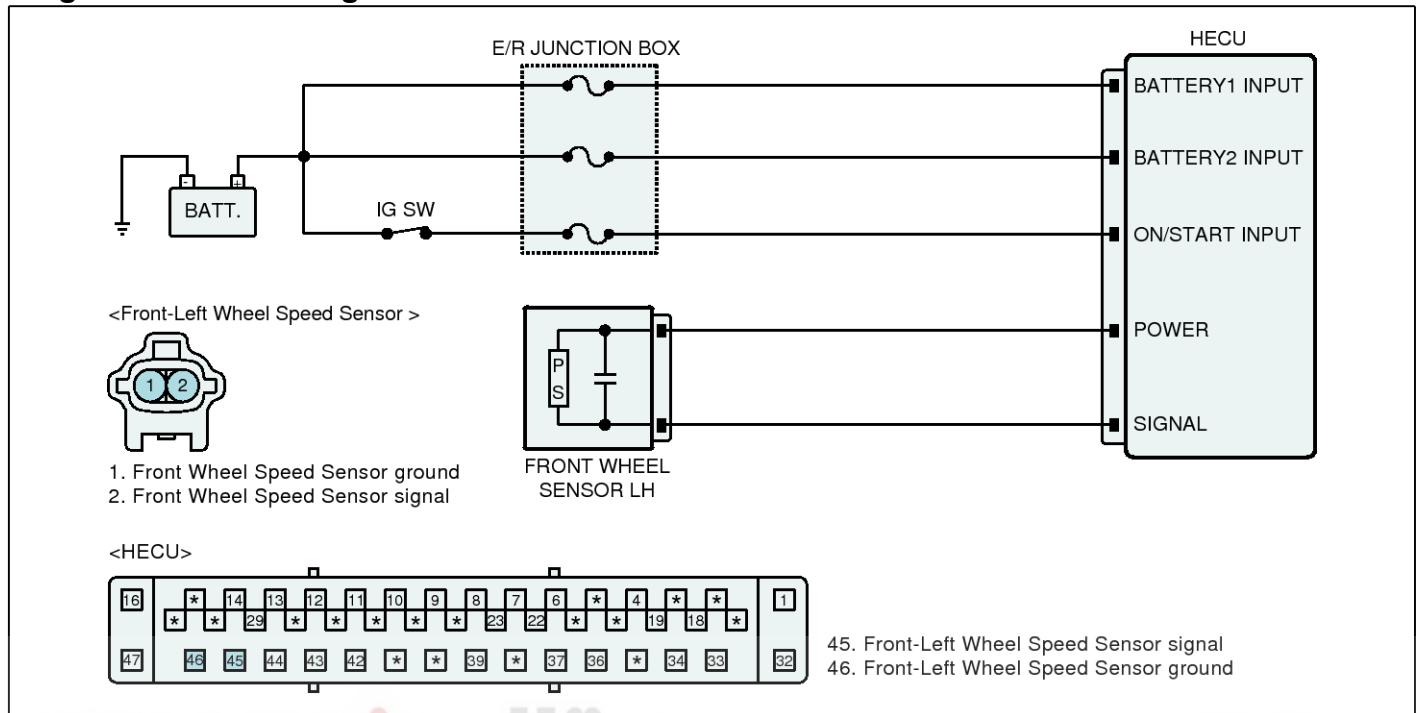 E/R JUNCTION BOX
HECU
BATTERY1 INPUT
BATTERY2 INPUT
- +
BATT.
IG SW
ON/START INPUT
<Front-Left Wheel Speed Sensor >
POWER
P
S
1 2
SIGNAL
1. Front Wheel Speed Sensor ground
2. Front Wheel Speed Sensor signal
FRONT WHEEL
SENSOR LH
<HECU>
16 * 14 13 12 11 10 9 8 7 6 * 4 * * 1
* * 29 * * * * * 23 22 * * 19 18 *
47 46 45 44 43 42 * * 39 * 37 36 * 34 33 32
45. Front-Left Wheel Speed Sensor signal
46. Front-Left Wheel Speed Sensor ground